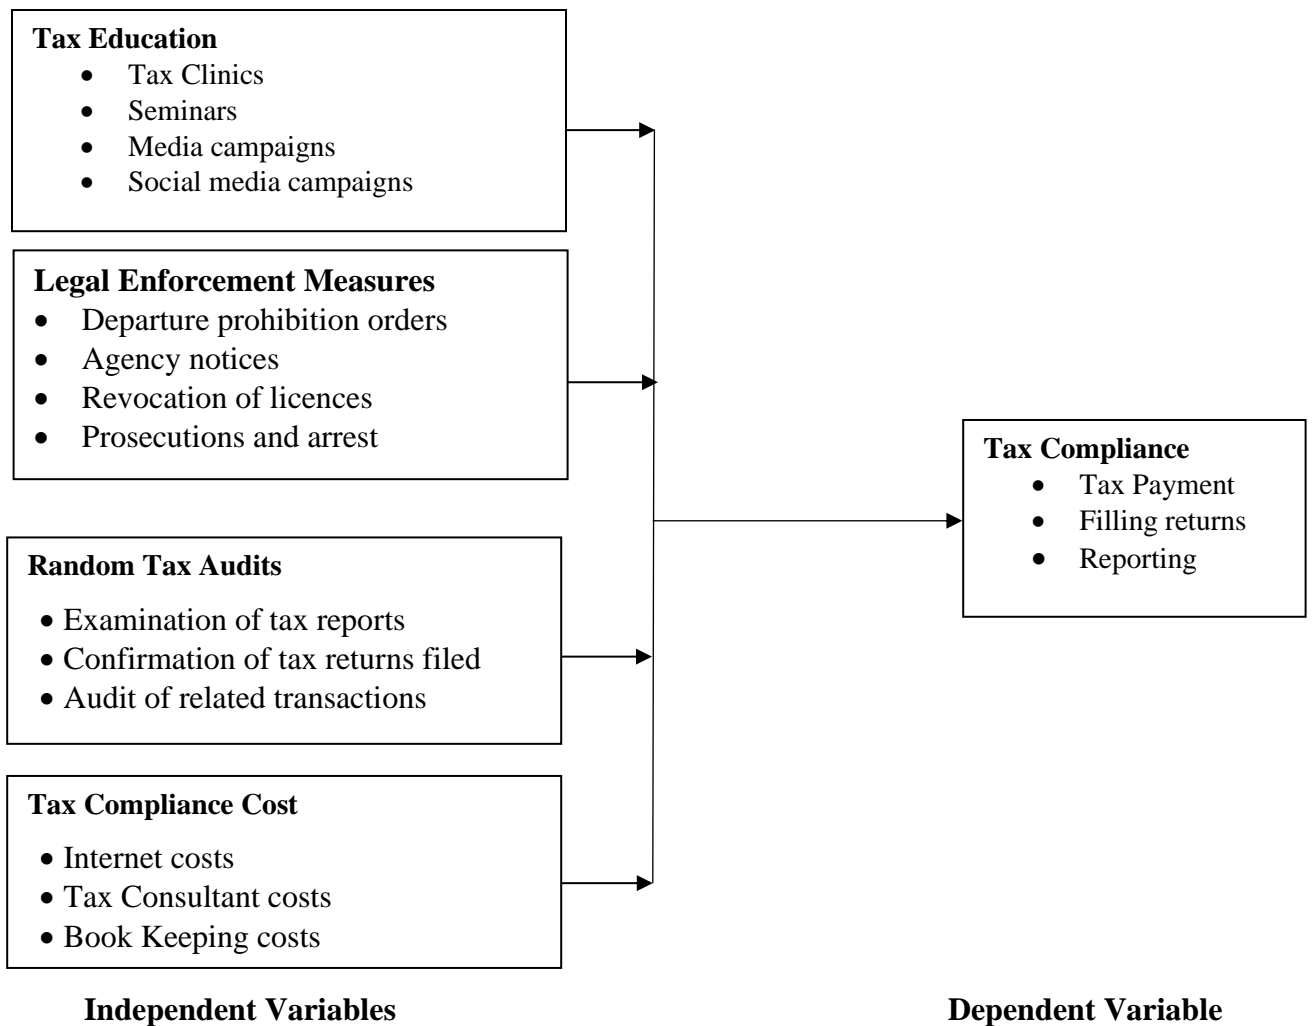 Tax Education
• Tax Clinics
• Seminars
• Media campaigns
• Social media campaigns
Legal Enforcement Measures
• Departure prohibition orders
• Agency notices
• Revocation of licences
• Prosecutions and arrest
Random Tax Audits
• Examination of tax reports
• Confirmation of tax returns filed
• Audit of related transactions
Tax Compliance Cost
• Internet costs
• Tax Consultant costs
• Book Keeping costs
Tax Compliance
• Tax Payment
• Filling returns
• Reporting
Independent Variables
Dependent Variable